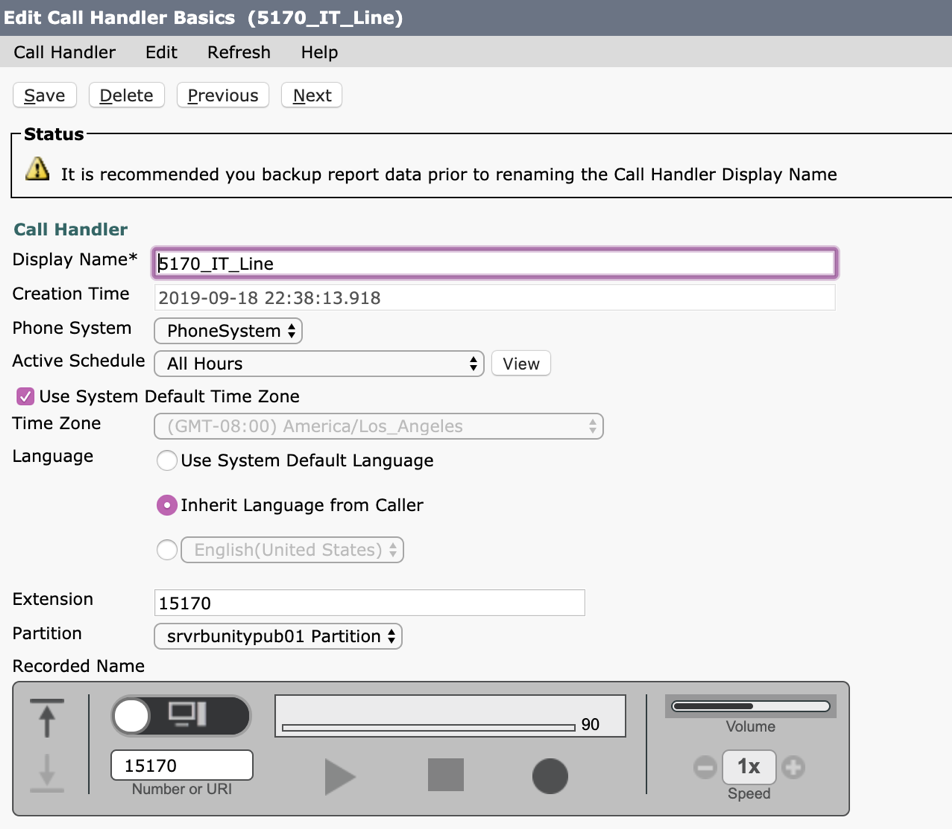 Edit Call Handler Basics (5170_IT_Line)
Call Handler Edit Refresh Help
Save Delete Previous Next
Status
It is recommended you backup report data prior to renaming the Call Handler Display Name
Call Handler
Display Name* 5170_IT_Line
Creation Time 2019-09-18 22:38:13.918
Phone System PhoneSystem
Active Schedule All Hours View
Use System Default Time Zone
Time Zone (GMT-08:00) America/Los_Angeles
Language Use System Default Language
Inherit Language from Caller
English(United States)
Extension 15170
Partition srvrbunitypub01 Partition
Recorded Name
90
Volume
15170 1x
Number or URI Speed